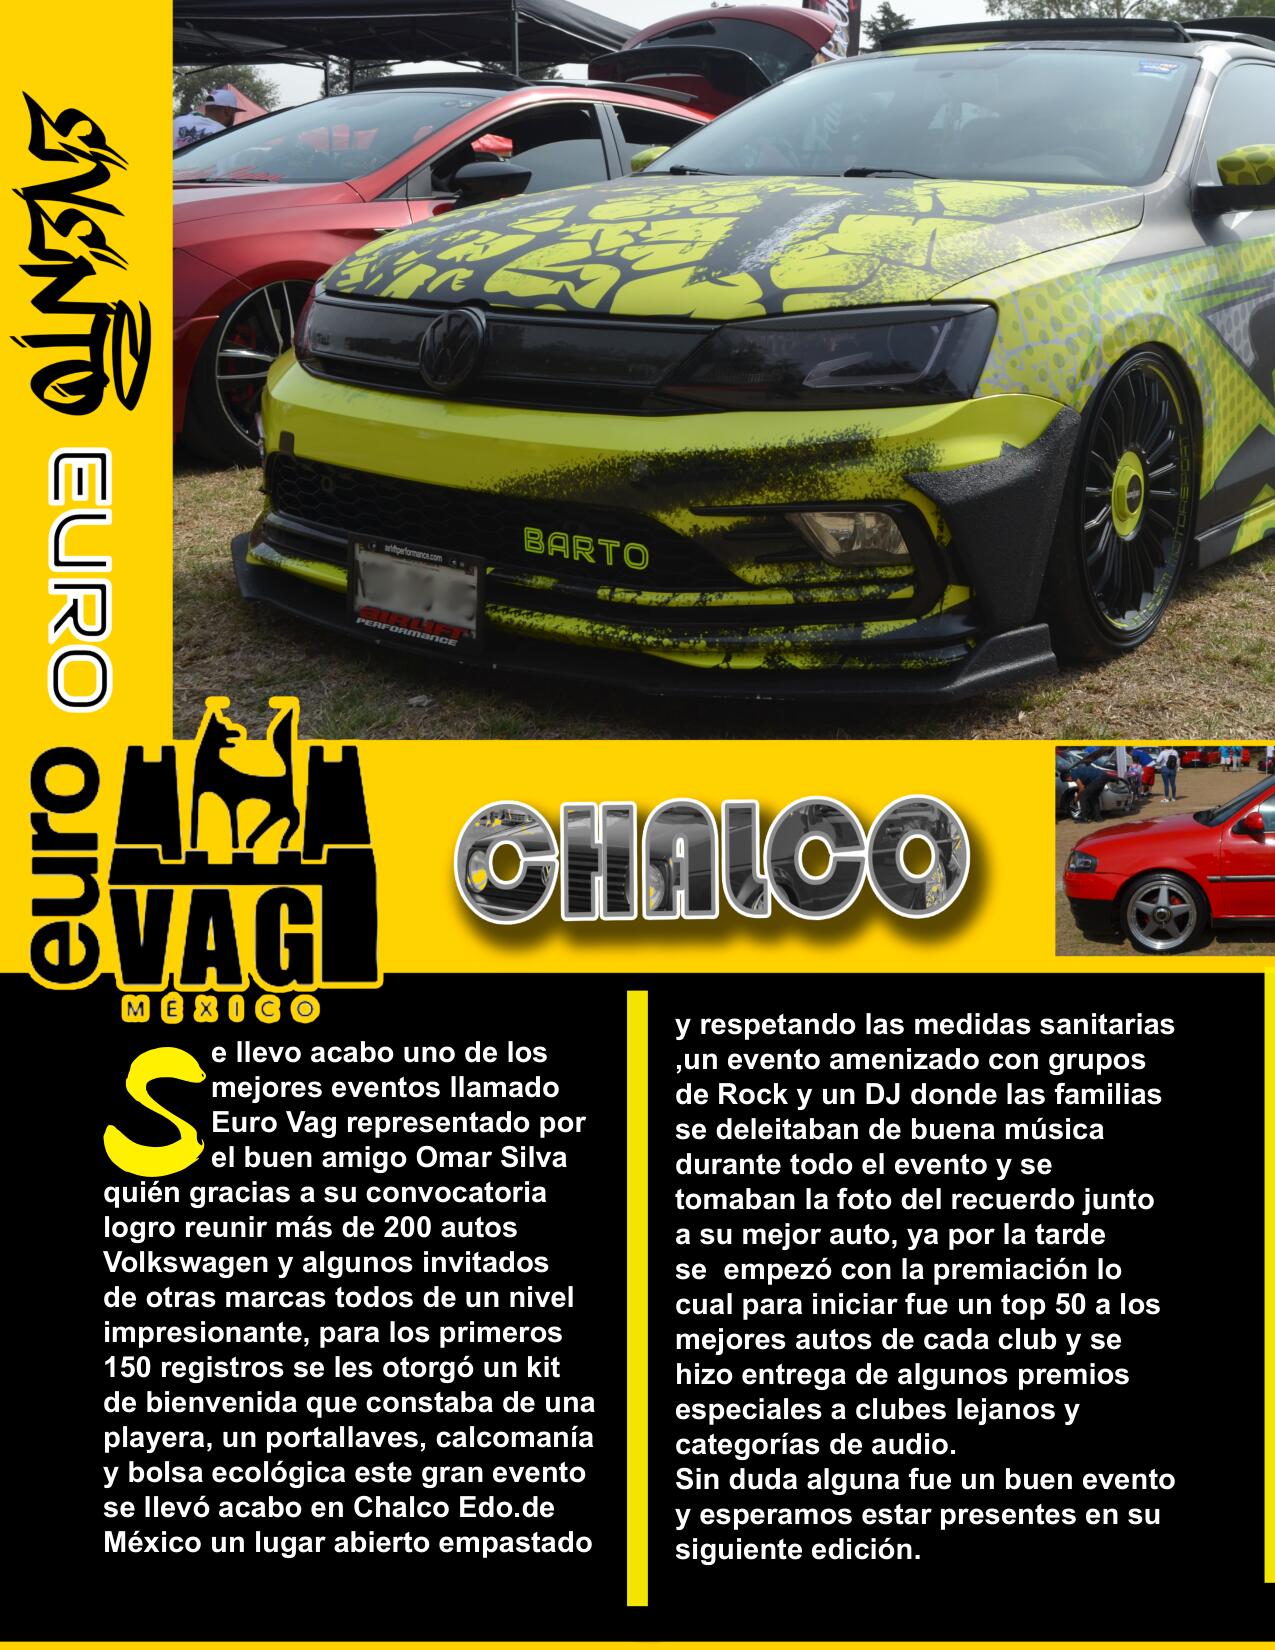 BARTO
airliftperformance.com
AIRLIFT
PERFORMANCE
EURO
euro
VAG
MÉXICO
CHALCO
Se llevo acabo uno de los
mejores eventos llamado
Euro Vag representado por
el buen amigo Omar Silva
quién gracias a su convocatoria
logro reunir más de 200 autos
Volkswagen y algunos invitados
de otras marcas todos de un nivel
impresionante, para los primeros
150 registros se les otorgó un kit
de bienvenida que constaba de una
playera, un portallaves, calcomanía
y bolsa ecológica este gran evento
se llevó acabo en Chalco Edo.de
México un lugar abierto empastado
y respetando las medidas sanitarias
,un evento amenizado con grupos
de Rock y un DJ donde las familias
se deleitaban de buena música
durante todo el evento y se
tomaban la foto del recuerdo junto
a su mejor auto, ya por la tarde
se  empezó con la premiación lo
cual para iniciar fue un top 50 a los
mejores autos de cada club y se
hizo entrega de algunos premios
especiales a clubes lejanos y
categorías de audio.
Sin duda alguna fue un buen evento
y esperamos estar presentes en su
siguiente edición.